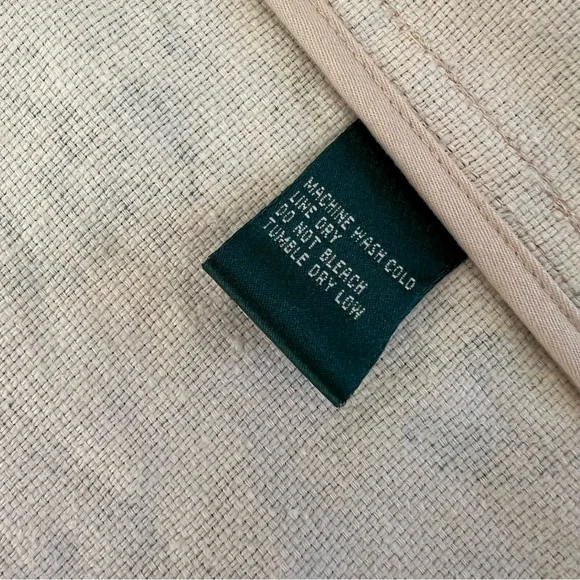 MACHINE WASH COLD
LINE DRY
DO NOT BLEACH
TUMBLE DRY LOW